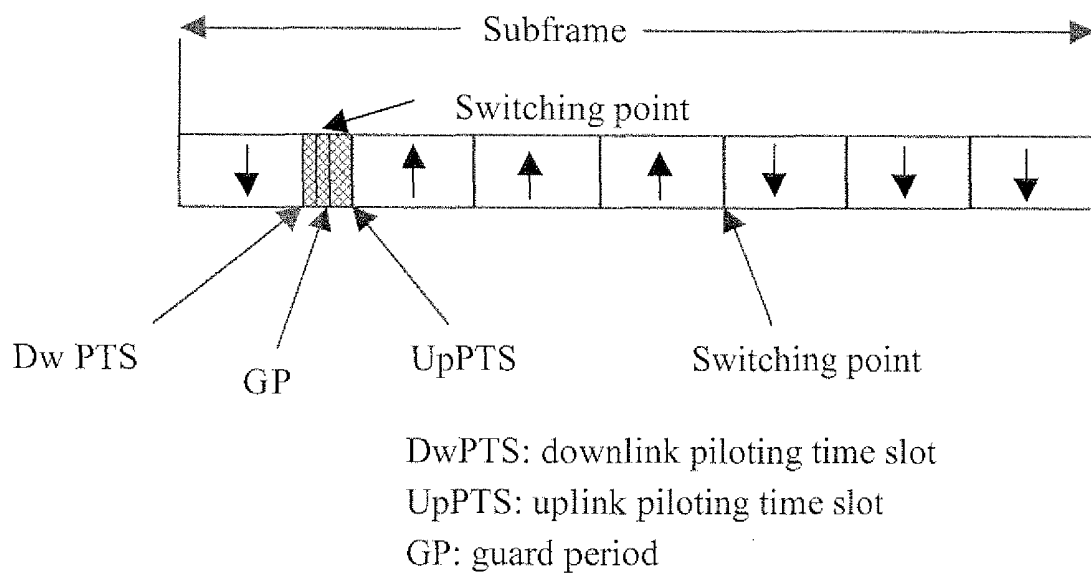 Subframe
Switching point
Dw PTS
GP
UpPTS
Switching point
DwPTS: downlink piloting time slot
UpPTS: uplink piloting time slot
GP: guard period